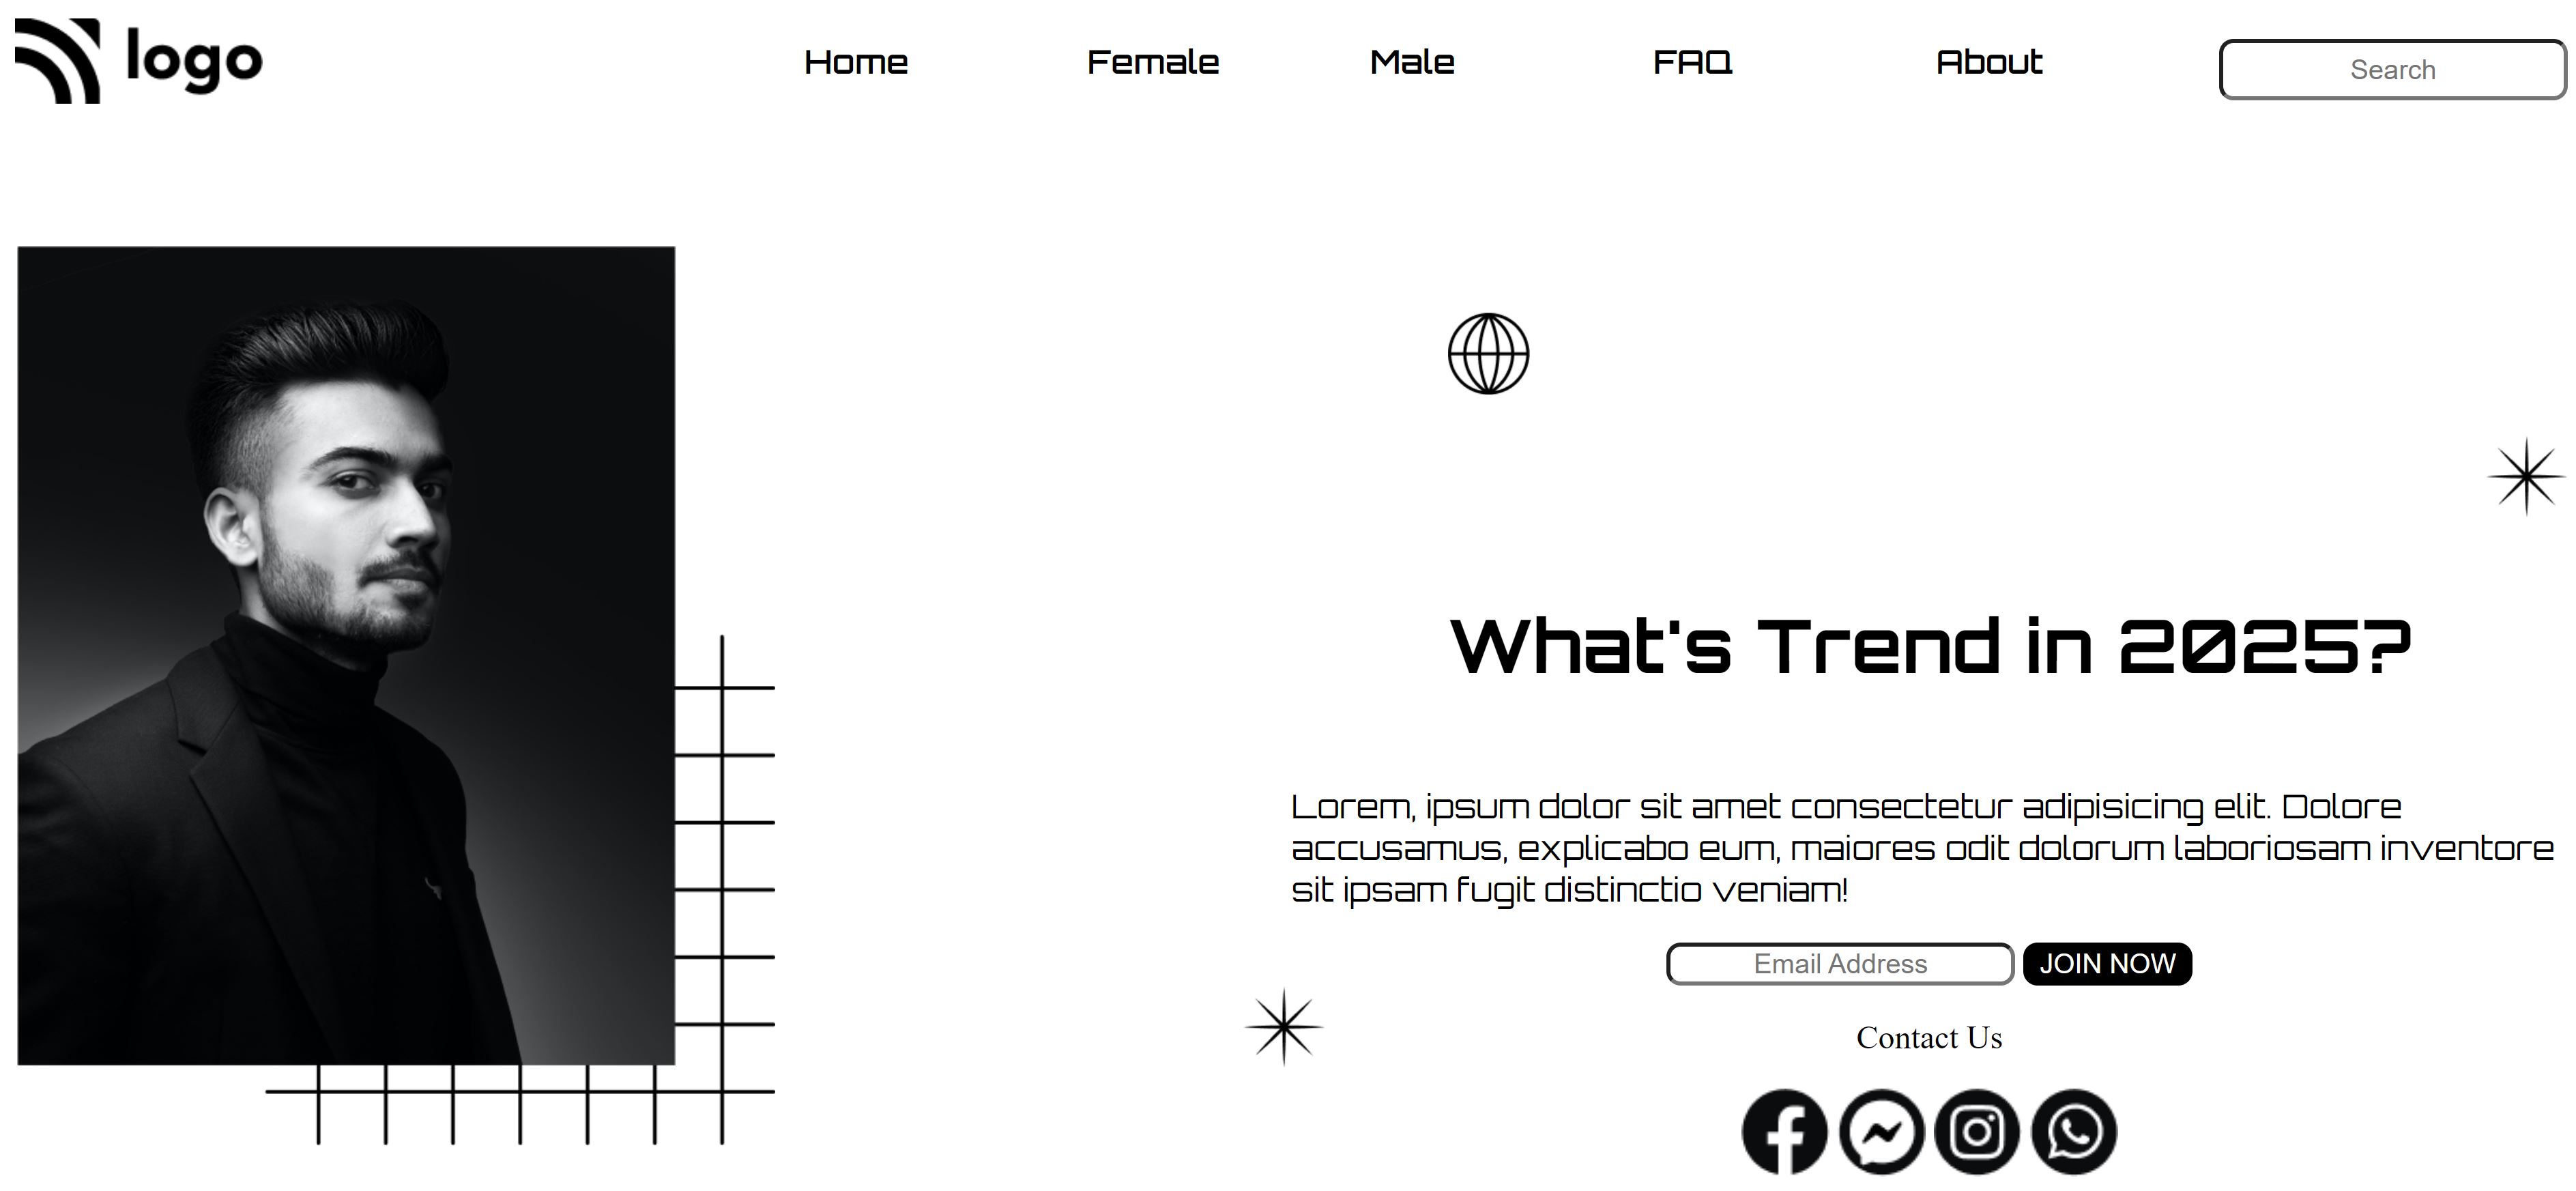 logo
Home
Female
Male
FAQ
About
Search
What's Trend in 2025?
Lorem, ipsum dolor sit amet consectetur adipisicing elit. Dolore
accusamus, explicabo eum, maiores odit dolorum laboriosam inventore
sit ipsam fugit distinctio veniam!
Email Address
JOIN NOW
Contact Us